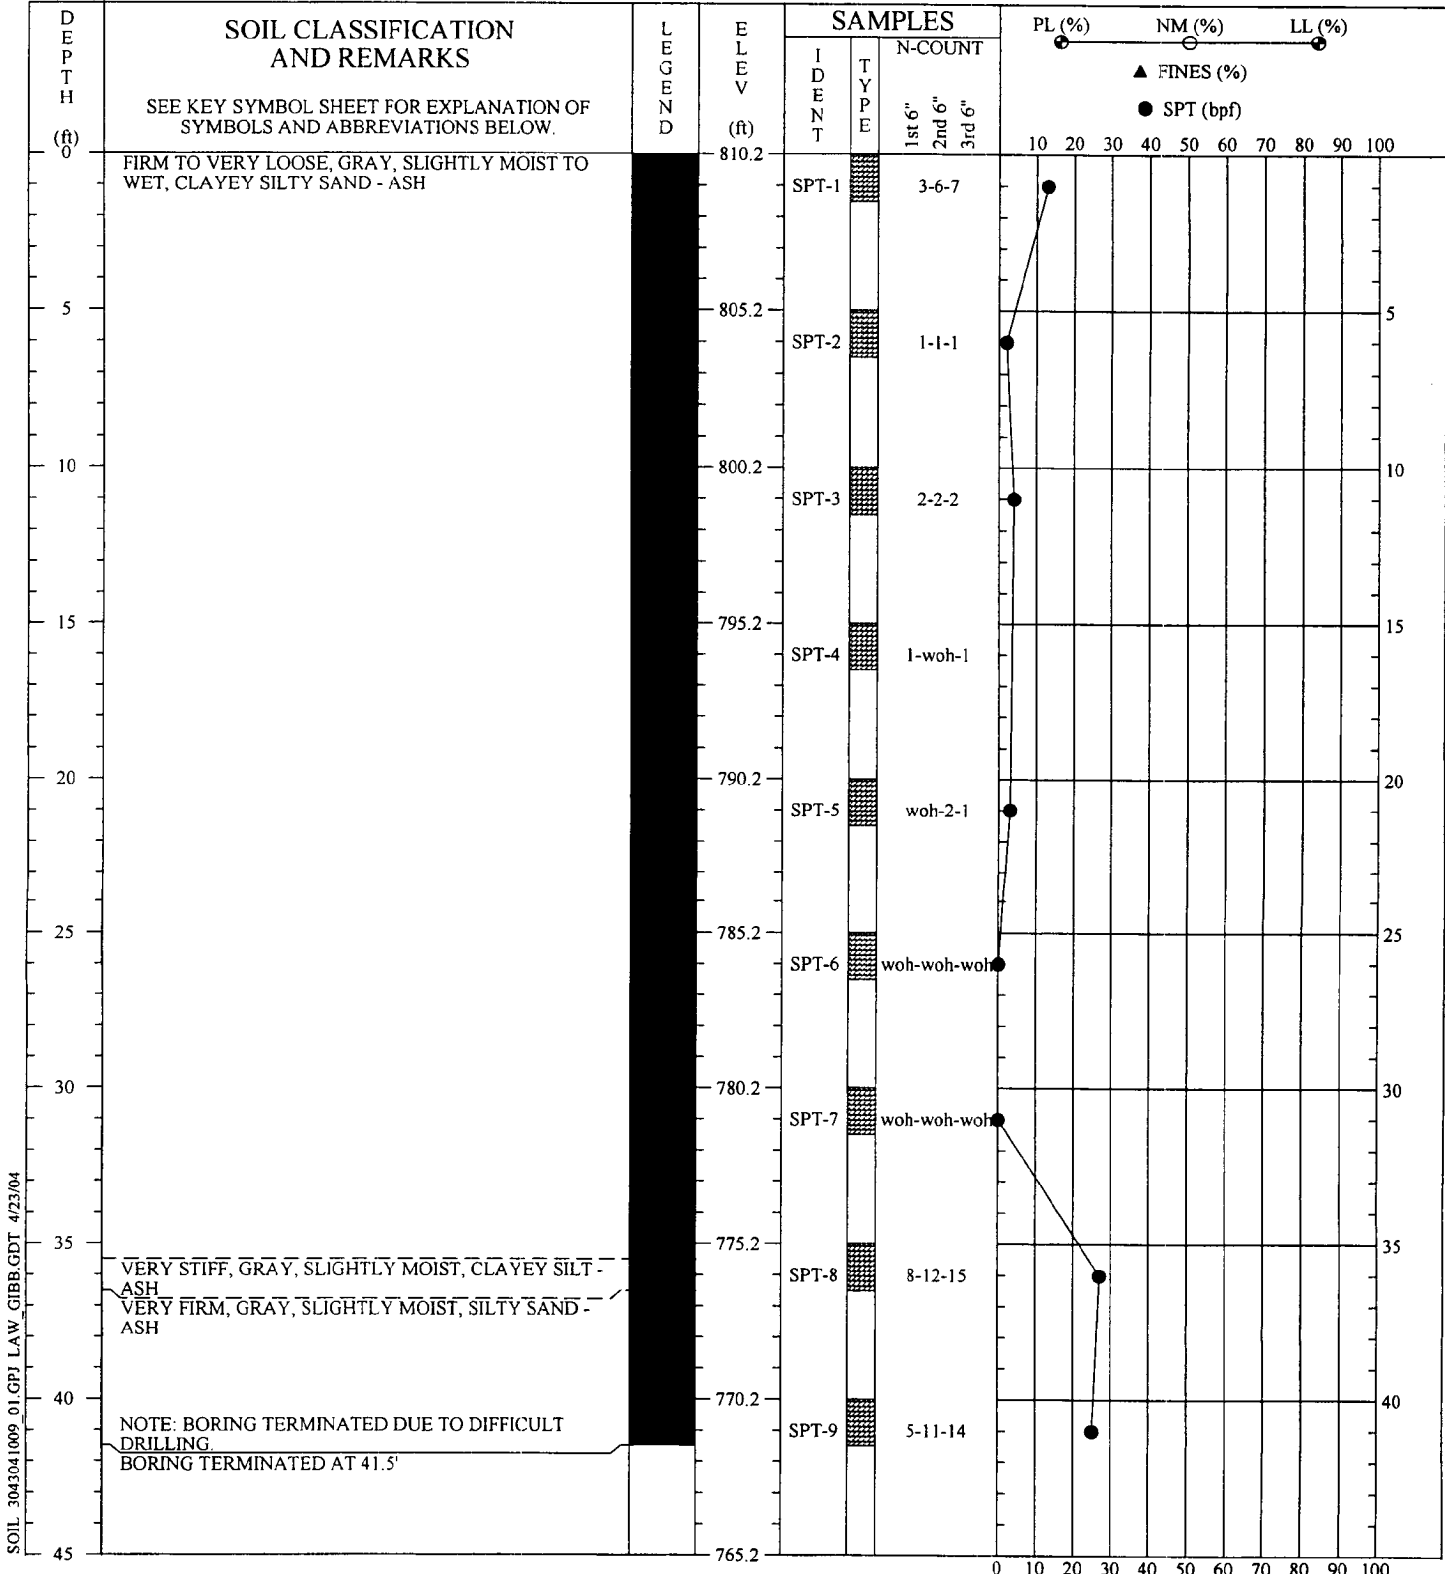 DEPTH (ft)
SOIL CLASSIFICATION
AND REMARKS
SEE KEY SYMBOL SHEET FOR EXPLANATION OF
SYMBOLS AND ABBREVIATIONS BELOW.
LEGEND
ELEV (ft)
SAMPLES
IDENT
TYPE
N-COUNT
1st 6"
2nd 6"
3rd 6"
PL (%) NM (%) LL (%)
▲ FINES (%)
● SPT (bpf)
10 20 30 40 50 60 70 80 90 100
0 810.2
FIRM TO VERY LOOSE, GRAY, SLIGHTLY MOIST TO
WET, CLAYEY SILTY SAND - ASH
SPT-1 3-6-7
5 805.2 5
SPT-2 1-1-1
10 800.2 10
SPT-3 2-2-2
15 795.2 15
SPT-4 1-woh-1
20 790.2 20
SPT-5 woh-2-1
25 785.2 25
SPT-6 woh-woh-woh
30 780.2 30
SPT-7 woh-woh-woh
35 775.2 35
VERY STIFF, GRAY, SLIGHTLY MOIST, CLAYEY SILT -
ASH
SPT-8 8-12-15
VERY FIRM, GRAY, SLIGHTLY MOIST, SILTY SAND -
ASH
40 770.2 40
NOTE: BORING TERMINATED DUE TO DIFFICULT
DRILLING.
SPT-9 5-11-14
BORING TERMINATED AT 41.5'
45 765.2
0 10 20 30 40 50 60 70 80 90 100
SOIL 3043041009_01.GPJ LAW_GIBB.GDT 4/23/04